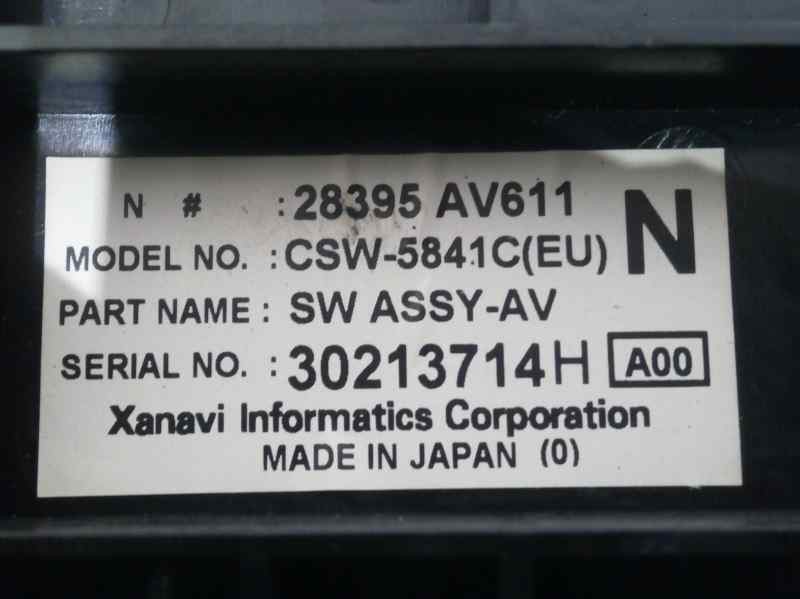 N # : 28395 AV611 N
MODEL NO. : CSW-5841C(EU)
PART NAME : SW ASSY-AV
SERIAL NO. : 30213714H A00
Xanavi Informatics Corporation
MADE IN JAPAN (0)